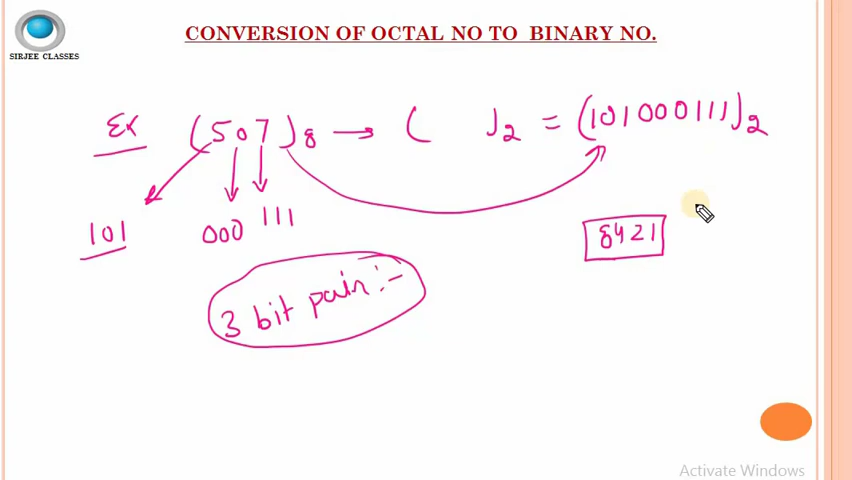 CONVERSION OF OCTAL NO TO BINARY NO.
SIRJEE CLASSES
Ex (507)8 → ( )2 = (101000111)2
101 000 111
8421
3 bit pair :-
Activate Windows